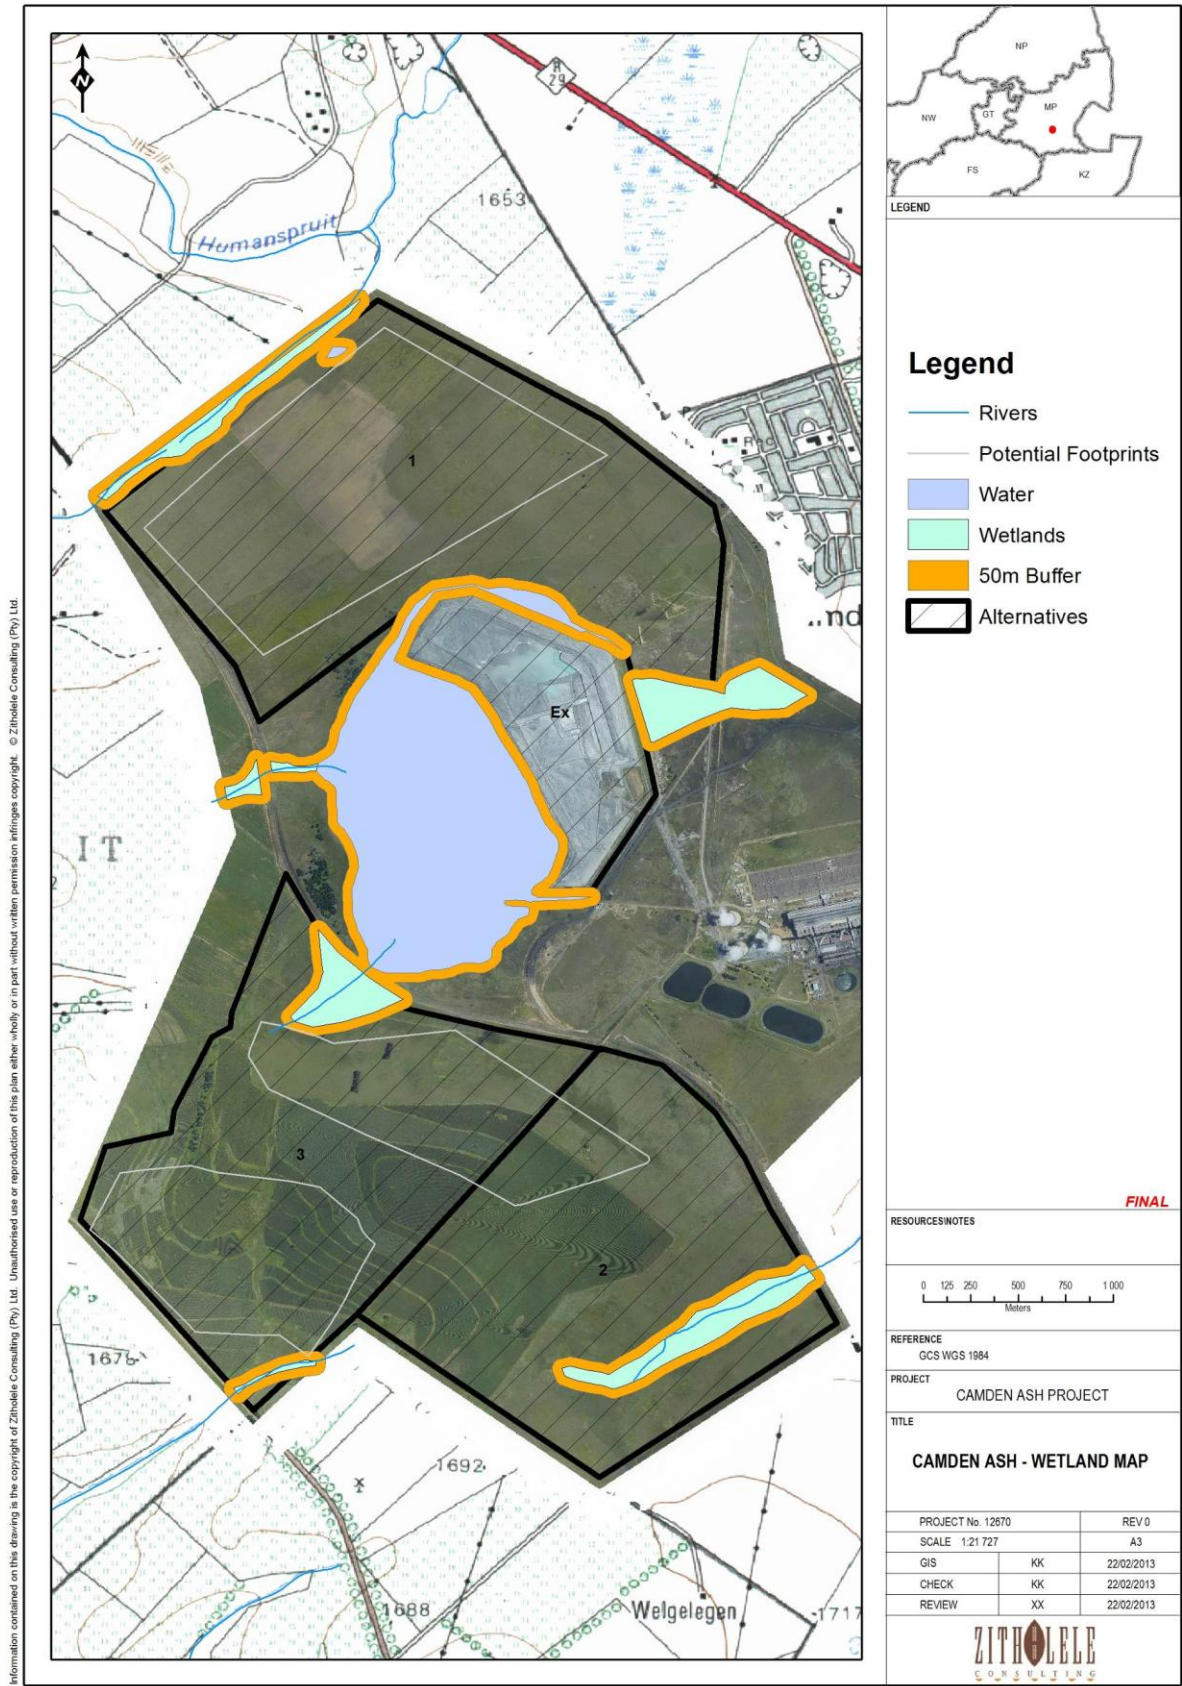 Information contained on this drawing is the copyright of Zitholele Consulting (Pty) Ltd. Unauthorised use or reproduction of this plan either wholly or in part without written permission infringes copyright. © Zitholele Consulting (Pty) Ltd.
N
R
29
1653
Humanspruit
Rec
nd
1
Ex
I T
3
2
1678
1692
1688
Welgelegen
1717
NP
NW
GT
MP
FS
KZ
LEGEND
Legend
Rivers
Potential Footprints
Water
Wetlands
50m Buffer
Alternatives
FINAL
RESOURCES\NOTES
0 125 250 500 750 1 000
Meters
REFERENCE
GCS WGS 1984
PROJECT
CAMDEN ASH PROJECT
TITLE
CAMDEN ASH - WETLAND MAP
PROJECT No. 12670 REV 0
SCALE 1:21 727 A3
GIS KK 22/02/2013
CHECK KK 22/02/2013
REVIEW XX 22/02/2013
ZITHOLELE
CONSULTING